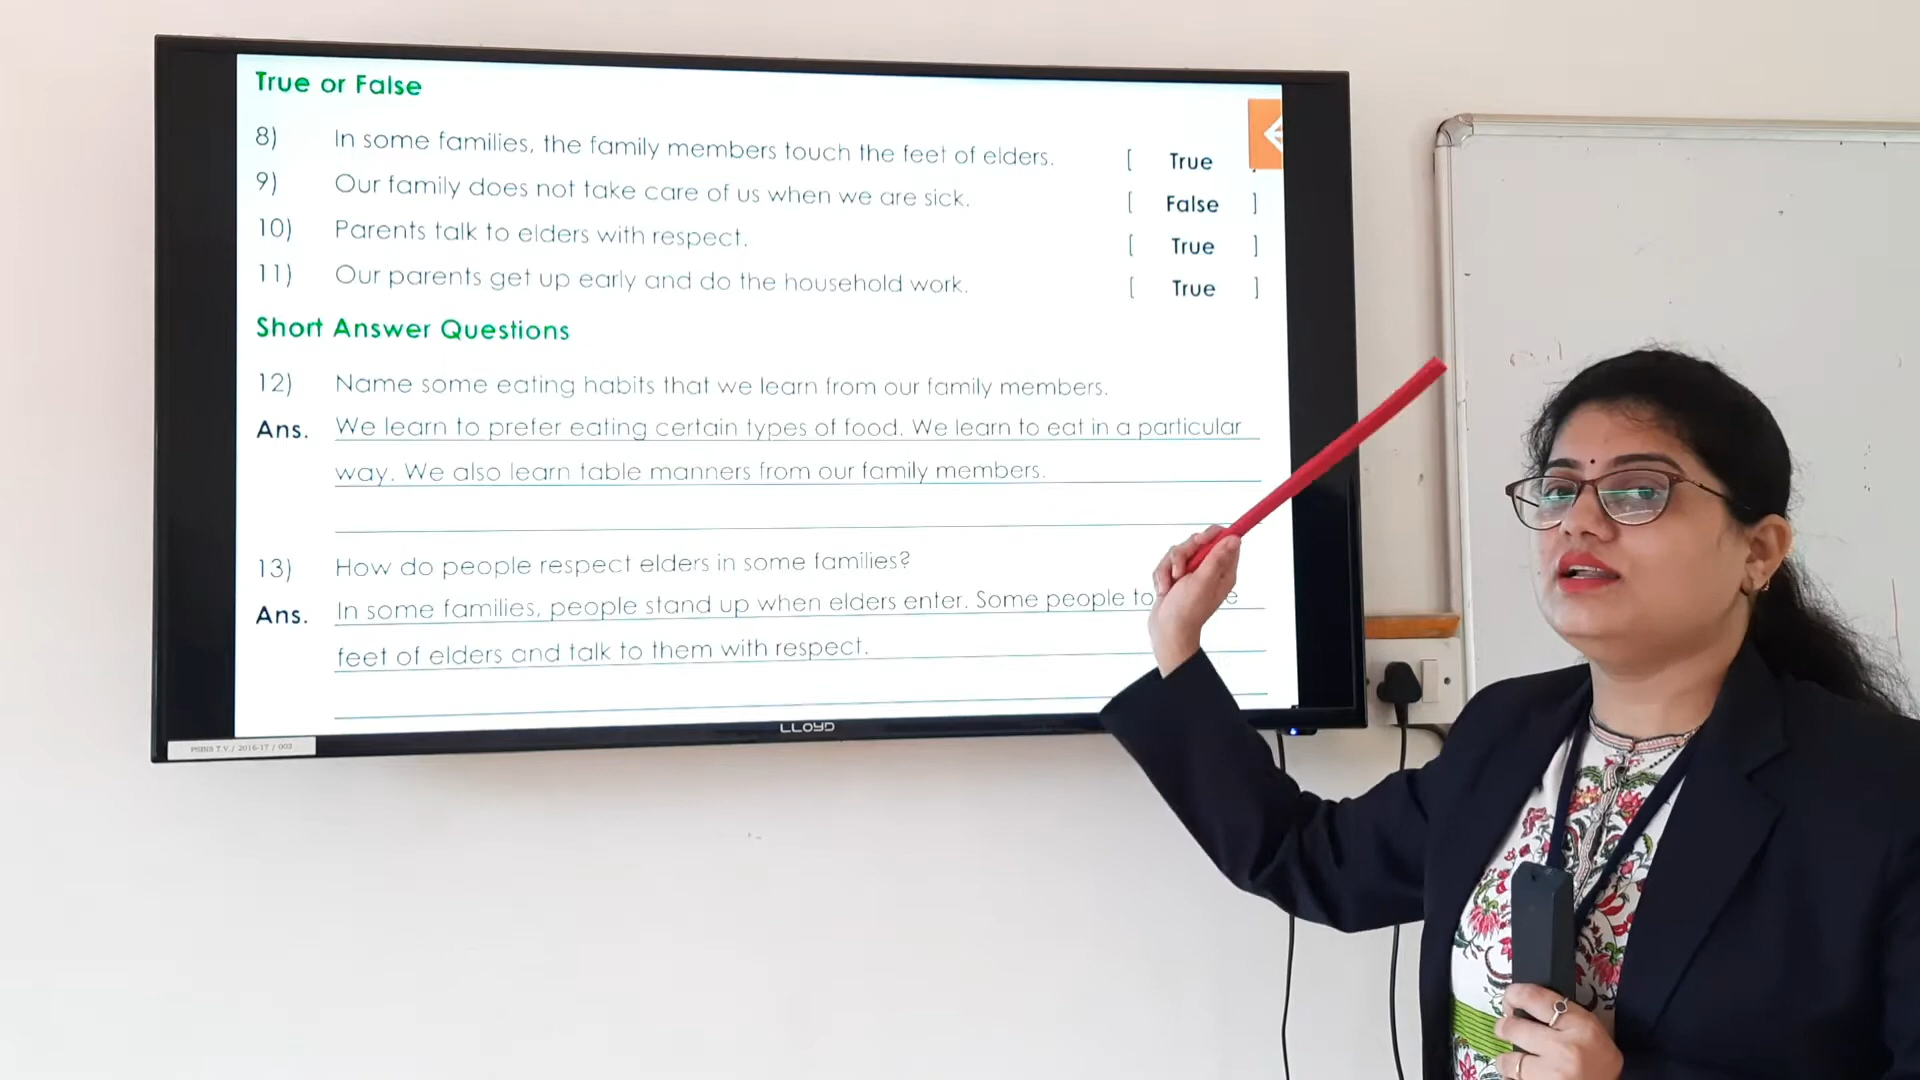 True or False
8) In some families, the family members touch the feet of elders. [ True
9) Our family does not take care of us when we are sick. [ False ]
10) Parents talk to elders with respect. [ True ]
11) Our parents get up early and do the household work. [ True ]
Short Answer Questions
12) Name some eating habits that we learn from our family members.
Ans. We learn to prefer eating certain types of food. We learn to eat in a particular
way. We also learn table manners from our family members.
13) How do people respect elders in some families?
Ans. In some families, people stand up when elders enter. Some people to
feet of elders and talk to them with respect.
LLOYD
PSBNS T.V. / 2016-17 / 003